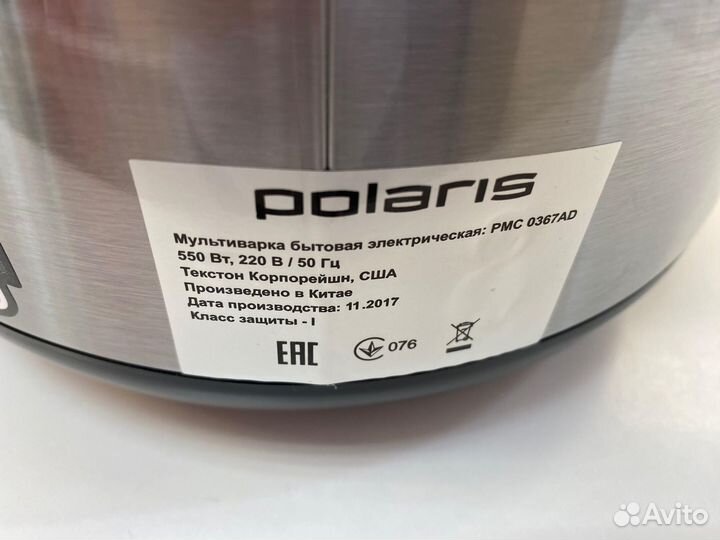 polaris
Мультиварка бытовая электрическая: PMC 0367AD
550 Вт, 220 В / 50 Гц
Текстон Корпорейшн, США
Произведено в Китае
Дата производства: 11.2017
Класс защиты - I
EAC 076
Avito